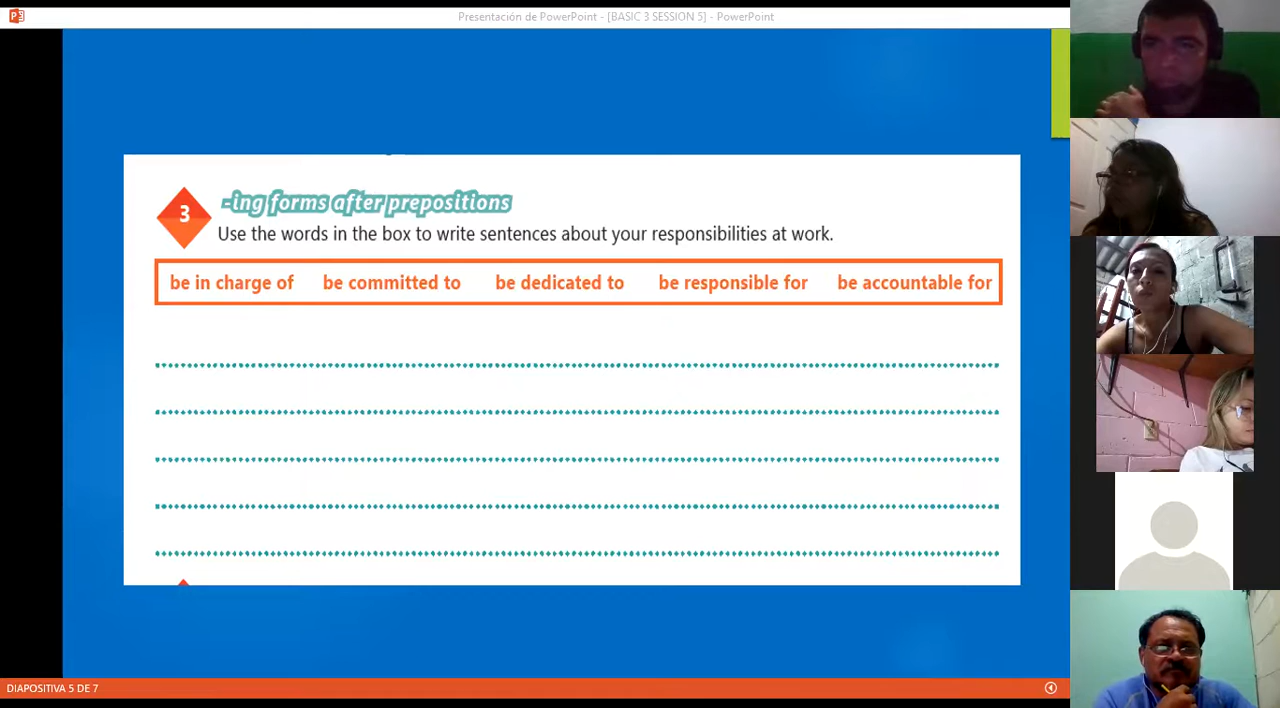 Presentación de PowerPoint - [BASIC 3 SESSION 5] - PowerPoint
3
-ing forms after prepositions
Use the words in the box to write sentences about your responsibilities at work.
be in charge of be committed to be dedicated to be responsible for be accountable for
DIAPOSITIVA 5 DE 7